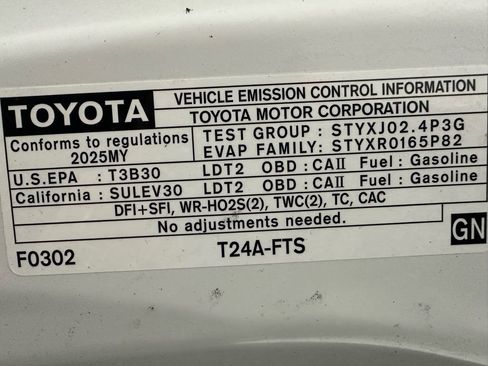 TOYOTA
VEHICLE EMISSION CONTROL INFORMATION
TOYOTA MOTOR CORPORATION
Conforms to regulations
2025MY
TEST GROUP : STYXJ02.4P3G
EVAP FAMILY: STYXR0165P82
U.S.EPA : T3B30 LDT2 OBD : CAII Fuel : Gasoline
California : SULEV30 LDT2 OBD : CAII Fuel : Gasoline
DFI+SFI, WR-HO2S(2), TWC(2), TC, CAC
No adjustments needed.
F0302 T24A-FTS GN